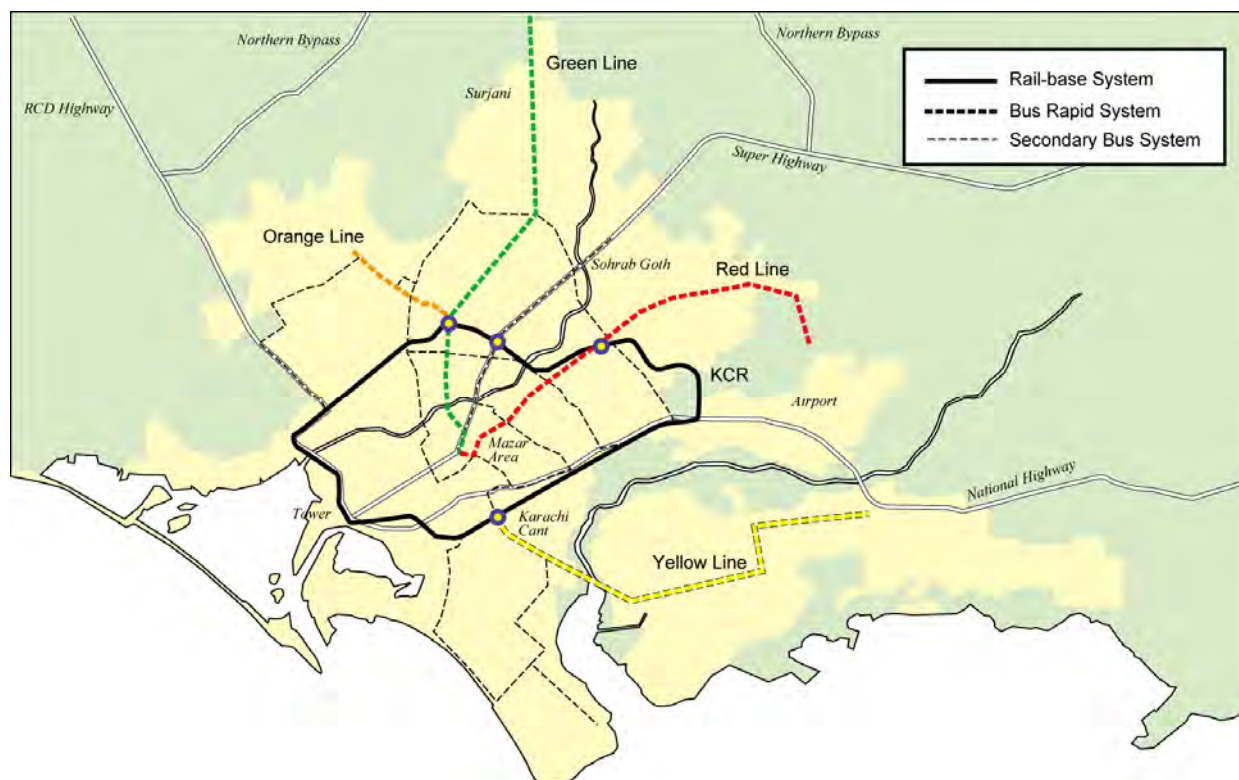 Northern Bypass
Northern Bypass
Green Line
Rail-base System
Bus Rapid System
Secondary Bus System
RCD Highway
Surjani
Super Highway
Orange Line
Sohrab Goth
Red Line
KCR
Airport
Mazar
Area
National Highway
Tower
Karachi
Cant
Yellow Line